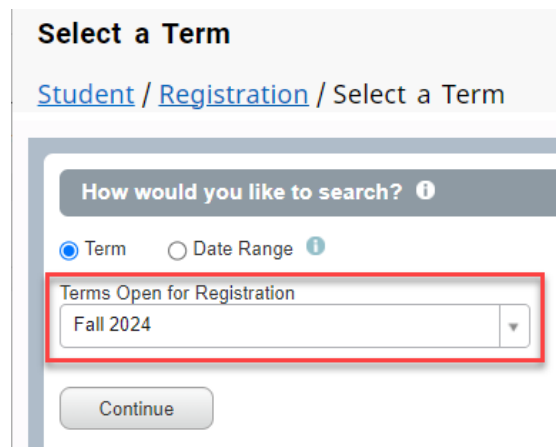 Select a Term
Student / Registration / Select a Term
How would you like to search?
Term Date Range
Terms Open for Registration
Fall 2024
Continue